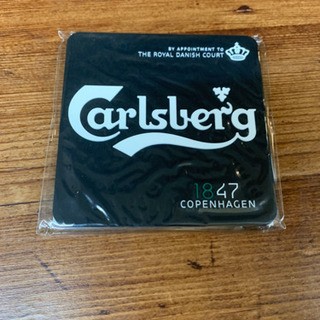 BY APPOINTMENT TO
THE ROYAL DANISH COURT
Carlsberg
1847
COPENHAGEN